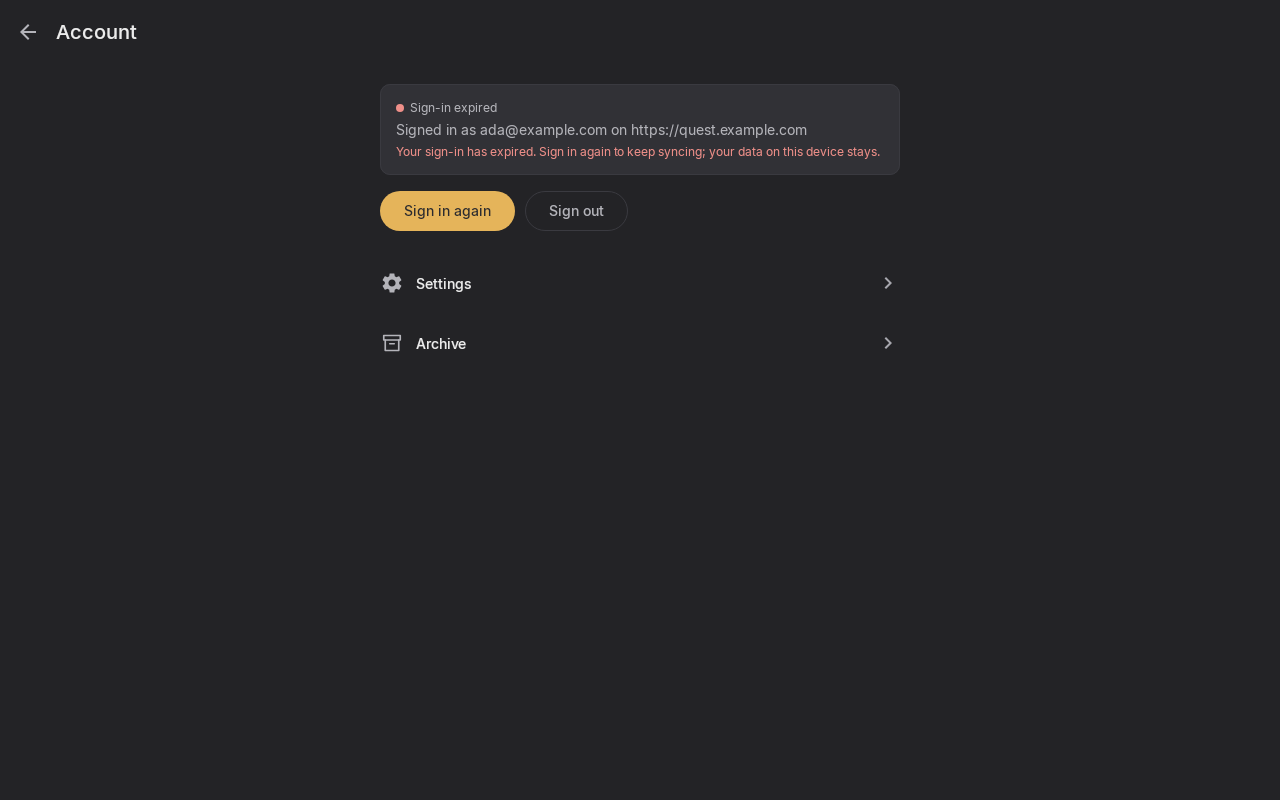 Account
Sign-in expired
Signed in as ada@example.com on https://quest.example.com
Your sign-in has expired. Sign in again to keep syncing; your data on this device stays.
Sign in again
Sign out
Settings
Archive